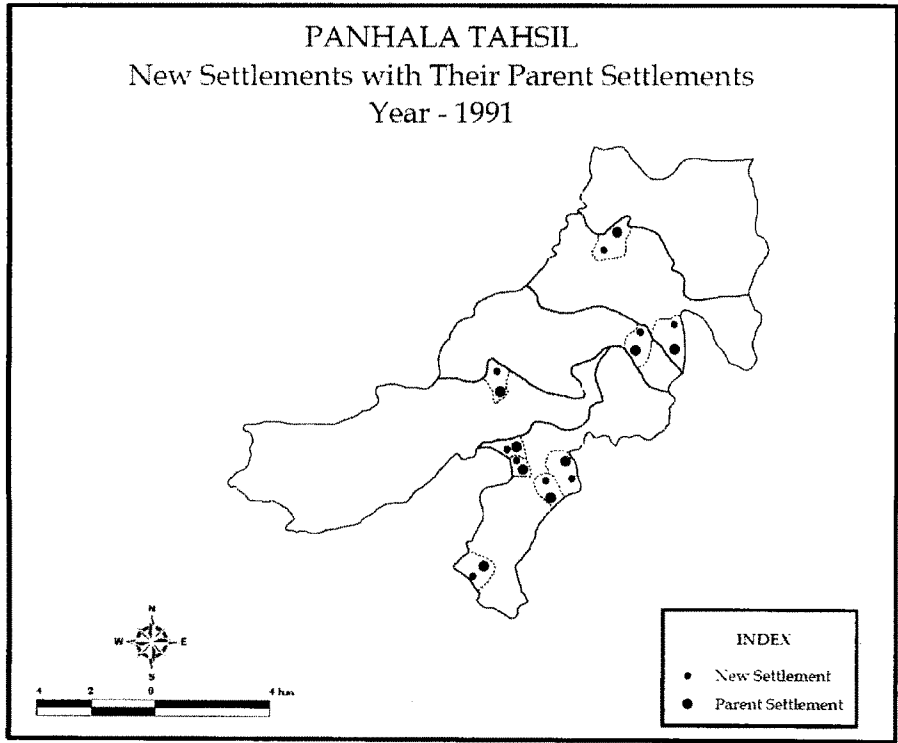 PANHALA TAHSIL
New Settlements with Their Parent Settlements
Year - 1991
N
W
E
S
4 2 0 4 kms
INDEX
New Settlement
Parent Settlement